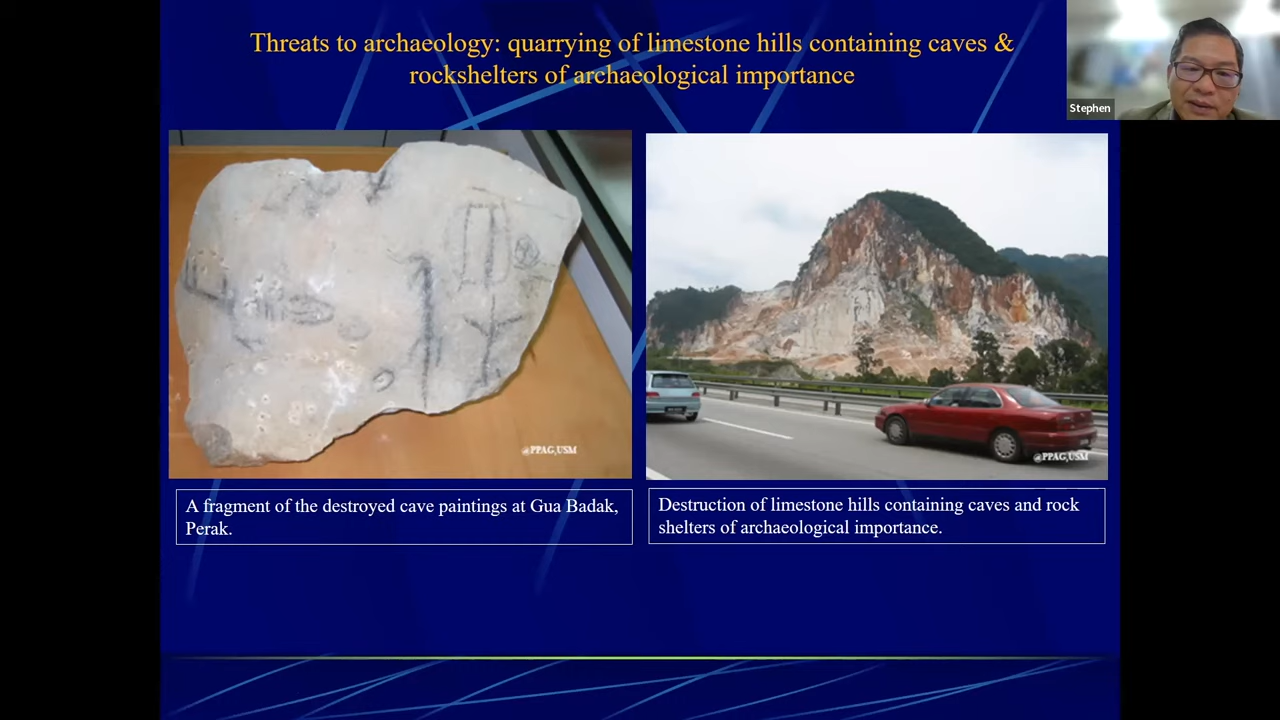 Threats to archaeology: quarrying of limestone hills containing caves &
rockshelters of archaeological importance
Stephen
@PPAG,USM
@PPAG,USM
A fragment of the destroyed cave paintings at Gua Badak,
Perak.
Destruction of limestone hills containing caves and rock
shelters of archaeological importance.